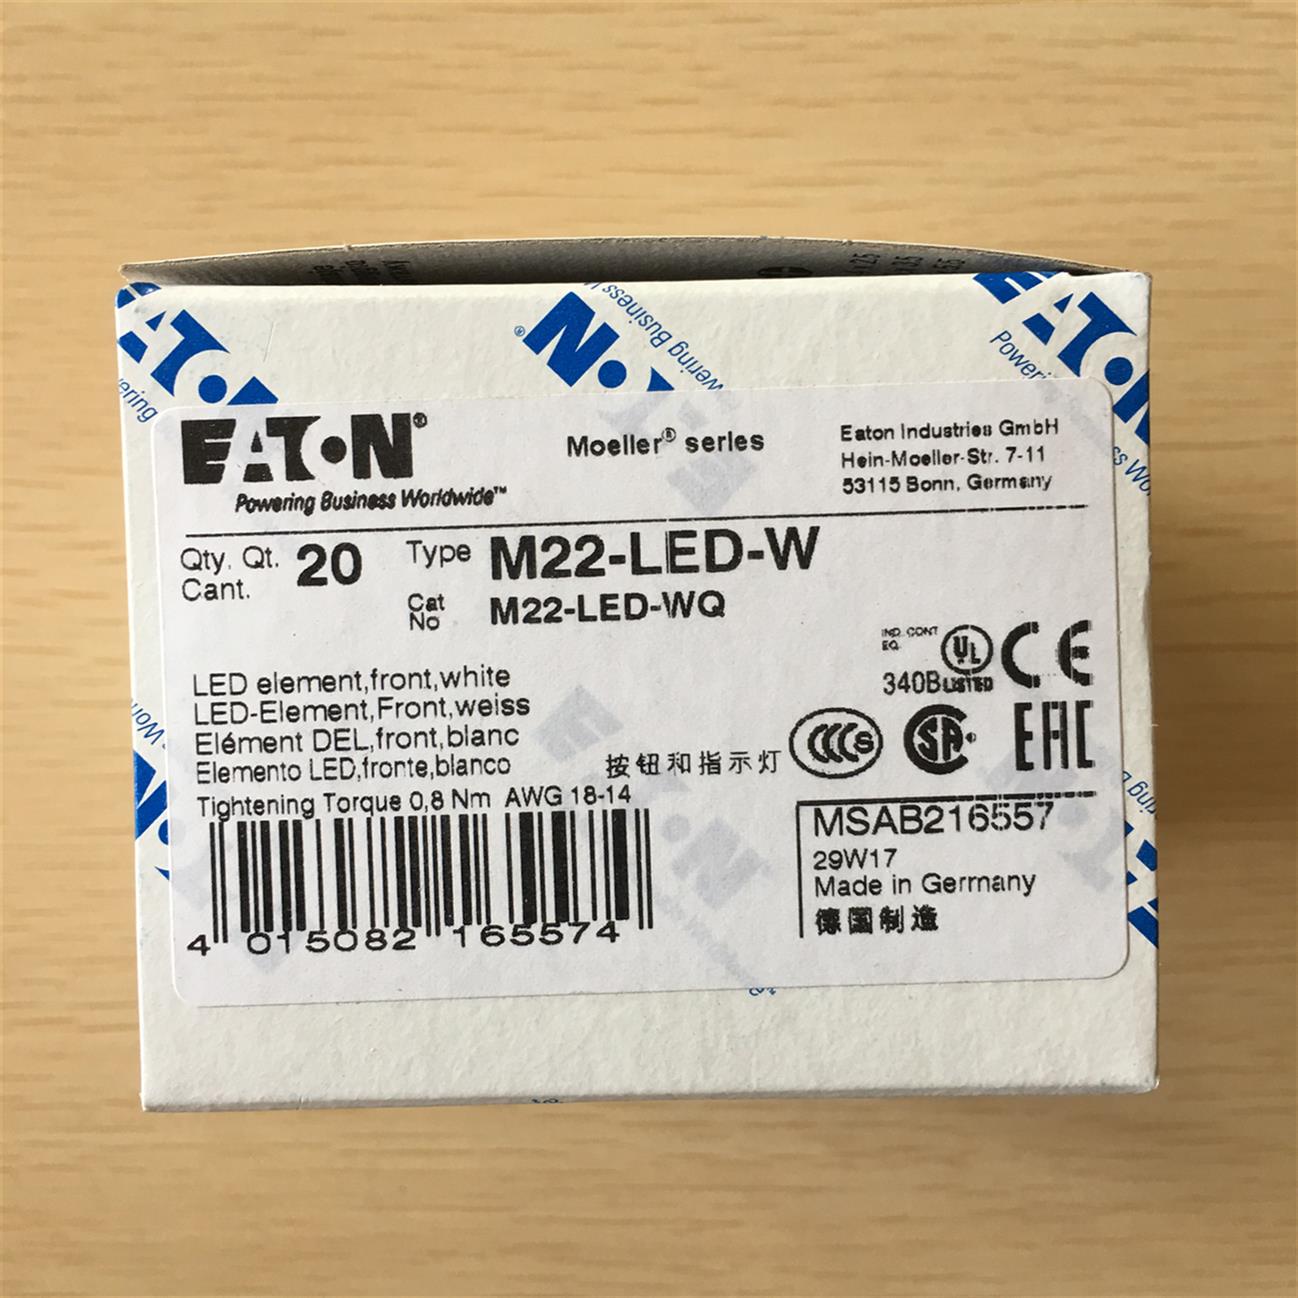 EATON®
Powering Business Worldwide™
Moeller® series
Eaton Industries GmbH
Hein-Moeller-Str. 7-11
53115 Bonn, Germany
Qty. Qt. 20
Cant.
Type M22-LED-W
Cat No M22-LED-WQ
IND. CONT
EQ.
340B
UL
LISTED
CE
LED element,front,white
LED-Element,Front,weiss
Elément DEL,front,blanc
Elemento LED,fronte,blanco
按钮和指示灯
CCC S
SA
EAC
Tightening Torque 0,8 Nm AWG 18-14
4 015082 165574
MSAB216557
29W17
Made in Germany
德国制造